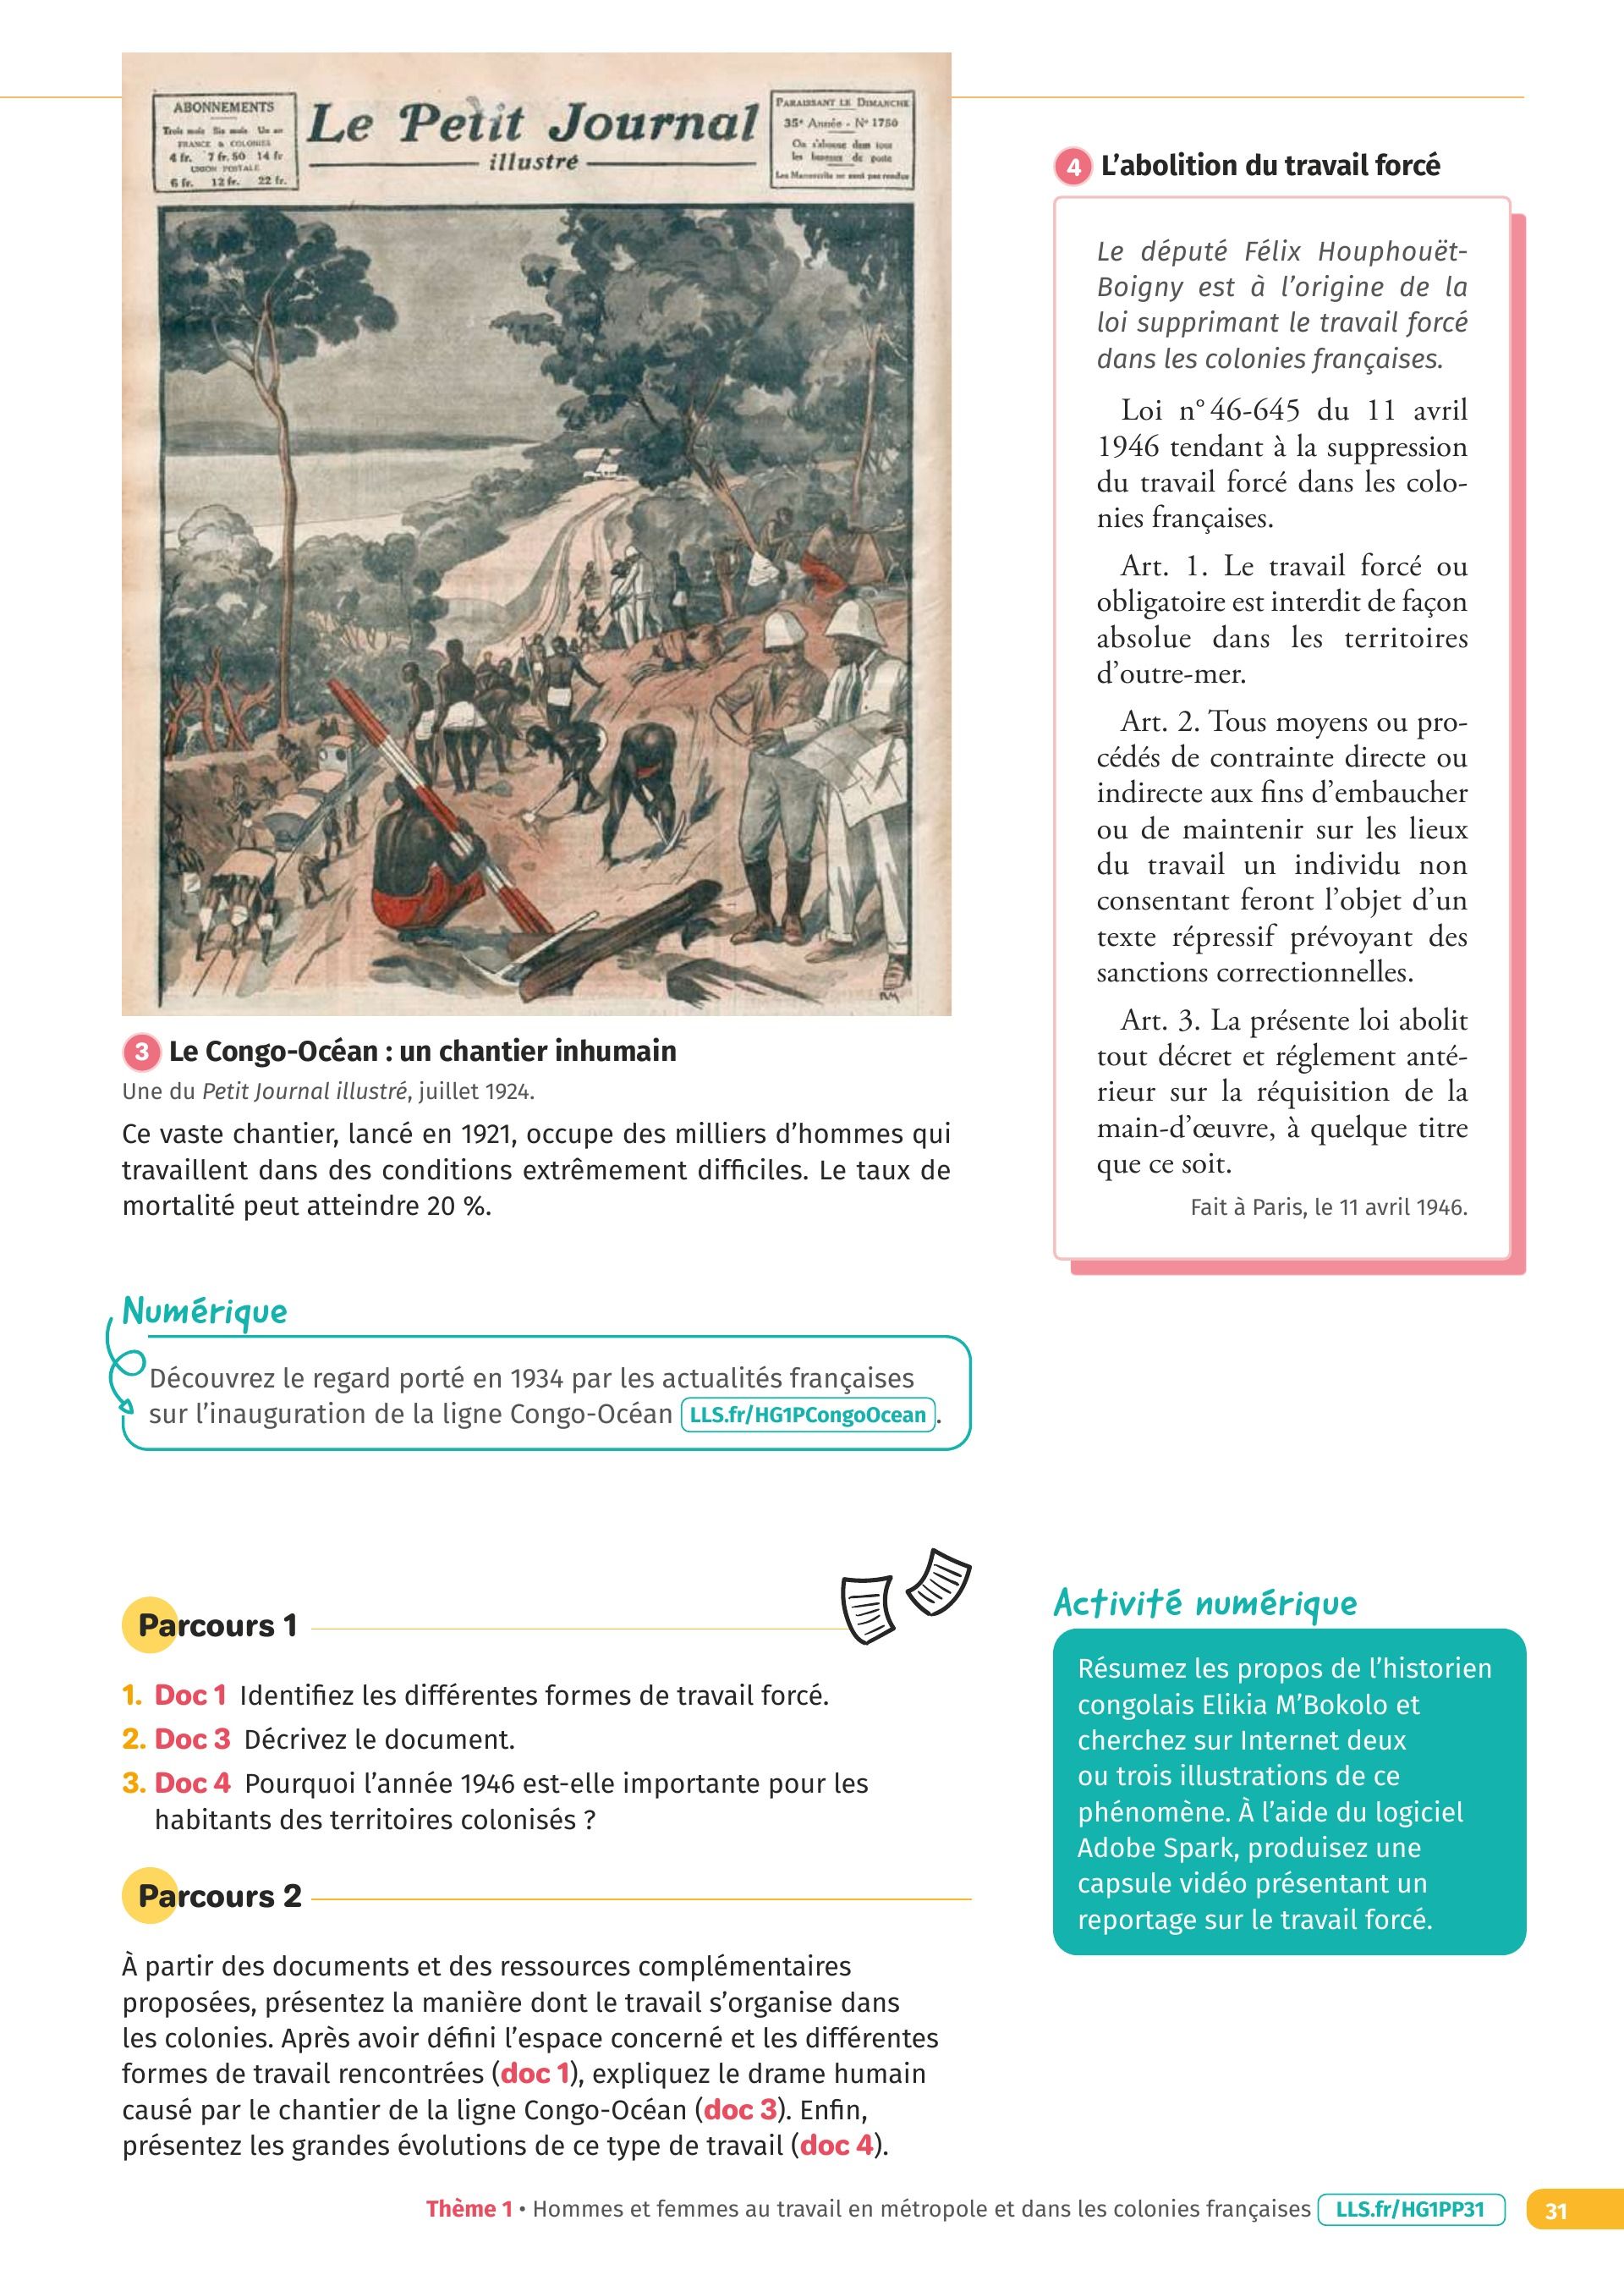 ABONNEMENTS
Trois mois Six mois Un an
FRANCE & COLONIES
4 fr. 7 fr. 50 14 fr
UNION POSTALE
6 fr. 12 fr. 22 fr.
Le Petit Journal
illustré
PARAISSANT LE DIMANCHE
35e Année - No 1750
On s'abonne dans tous
les bureaux de poste
Les Manuscrits ne sont pas rendus
3 Le Congo-Océan : un chantier inhumain
Une du Petit Journal illustré, juillet 1924.
Ce vaste chantier, lancé en 1921, occupe des milliers d'hommes qui
travaillent dans des conditions extrêmement difficiles. Le taux de
mortalité peut atteindre 20 %.
4 L'abolition du travail forcé
Le député Félix Houphouët-
Boigny est à l'origine de la
loi supprimant le travail forcé
dans les colonies françaises.
Loi n° 46-645 du 11 avril
1946 tendant à la suppression
du travail forcé dans les colo-
nies françaises.
Art. 1. Le travail forcé ou
obligatoire est interdit de façon
absolue dans les territoires
d'outre-mer.
Art. 2. Tous moyens ou pro-
cédés de contrainte directe ou
indirecte aux fins d'embaucher
ou de maintenir sur les lieux
du travail un individu non
consentant feront l'objet d'un
texte répressif prévoyant des
sanctions correctionnelles.
Art. 3. La présente loi abolit
tout décret et réglement anté-
rieur sur la réquisition de la
main-d'œuvre, à quelque titre
que ce soit.
Fait à Paris, le 11 avril 1946.
Numérique
Découvrez le regard porté en 1934 par les actualités françaises
sur l'inauguration de la ligne Congo-Océan LLS.fr/HG1PCongoOcean.
Parcours 1
1. Doc 1 Identifiez les différentes formes de travail forcé.
2. Doc 3 Décrivez le document.
3. Doc 4 Pourquoi l'année 1946 est-elle importante pour les
habitants des territoires colonisés ?
Parcours 2
À partir des documents et des ressources complémentaires
proposées, présentez la manière dont le travail s'organise dans
les colonies. Après avoir défini l'espace concerné et les différentes
formes de travail rencontrées (doc 1), expliquez le drame humain
causé par le chantier de la ligne Congo-Océan (doc 3). Enfin,
présentez les grandes évolutions de ce type de travail (doc 4).
Activité numérique
Résumez les propos de l'historien
congolais Elikia M'Bokolo et
cherchez sur Internet deux
ou trois illustrations de ce
phénomène. À l'aide du logiciel
Adobe Spark, produisez une
capsule vidéo présentant un
reportage sur le travail forcé.
Thème 1 • Hommes et femmes au travail en métropole et dans les colonies françaises LLS.fr/HG1PP31 31